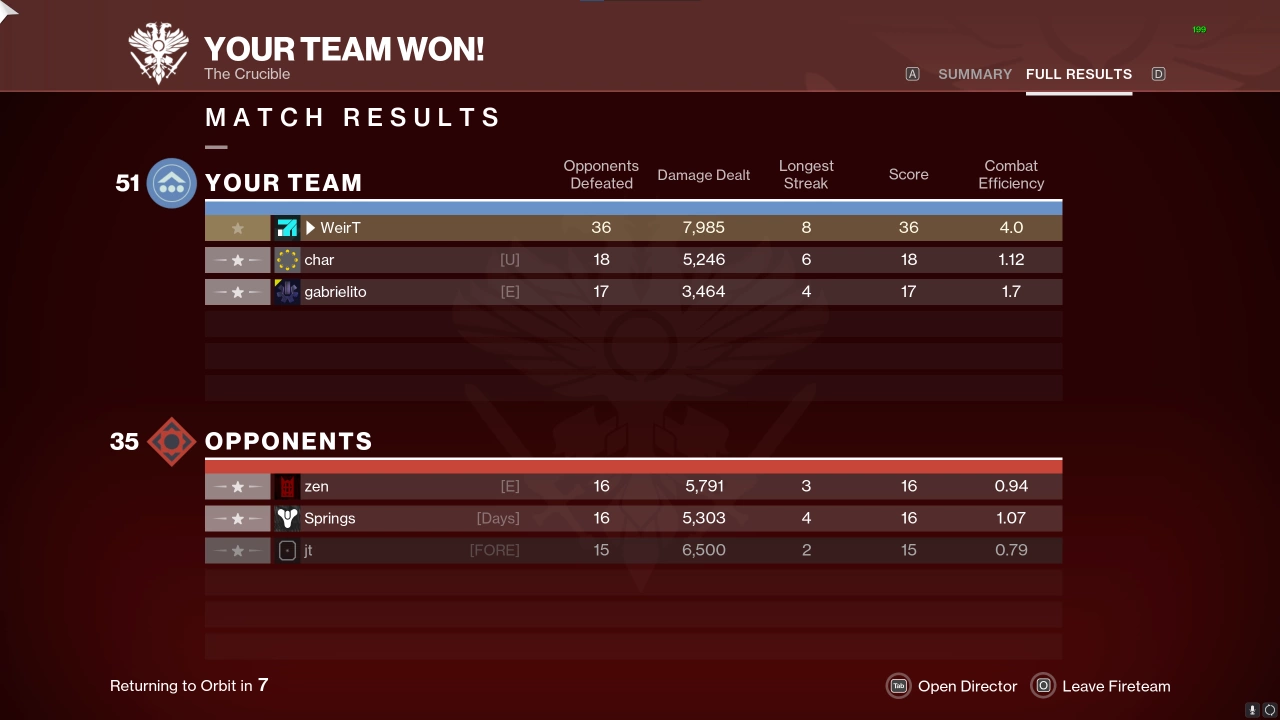 199
YOUR TEAM WON!
The Crucible
A SUMMARY FULL RESULTS D
MATCH RESULTS
Opponents Defeated Damage Dealt Longest Streak Score Combat Efficiency
51 YOUR TEAM
WeirT 36 7,985 8 36 4.0
char [U] 18 5,246 6 18 1.12
gabrielito [E] 17 3,464 4 17 1.7
35 OPPONENTS
zen [E] 16 5,791 3 16 0.94
Springs [Days] 16 5,303 4 16 1.07
jt [FORE] 15 6,500 2 15 0.79
Returning to Orbit in 7
Tab Open Director O Leave Fireteam